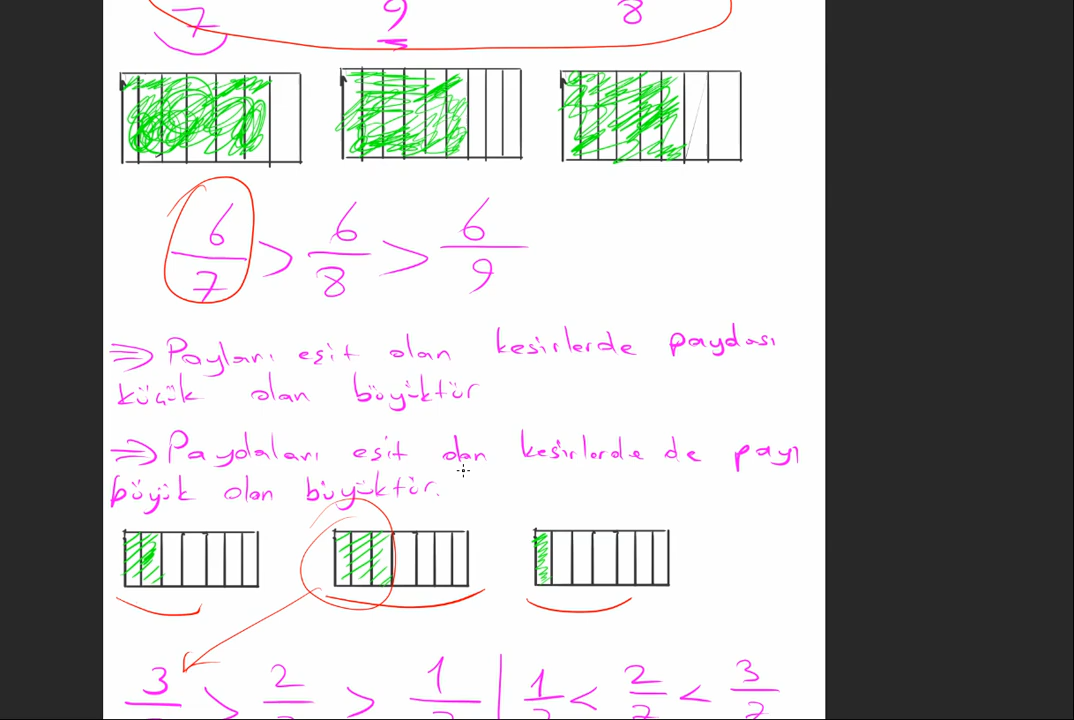 7 9 8
6/7 > 6/8 > 6/9
⇒ Payları eşit olan kesirlerde paydası
küçük olan büyüktür
⇒ Paydaları eşit olan kesirlerde de payı
büyük olan büyüktür.
3 > 2 > 1 | 1 < 2 < 3